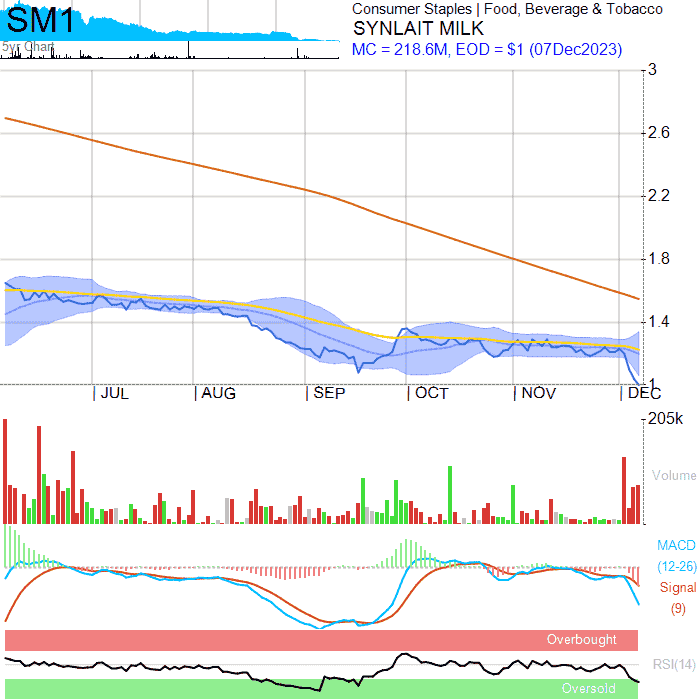 SM1
5yr Chart
Consumer Staples | Food, Beverage & Tobacco
SYNLAIT MILK
MC = 218.6M, EOD = $1 (07Dec2023)
3
2.6
2.2
1.8
1.4
1
JUL AUG SEP OCT NOV DEC
205k
Volume
MACD
(12-26)
Signal
(9)
Overbought
RSI(14)
Oversold